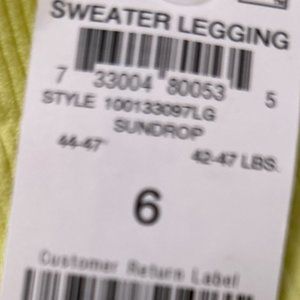 SWEATER LEGGING
7 33004 80053 5
STYLE 100133097LG
SUNDROP
44-47" 42-47 LBS.
6
Customer Return Label